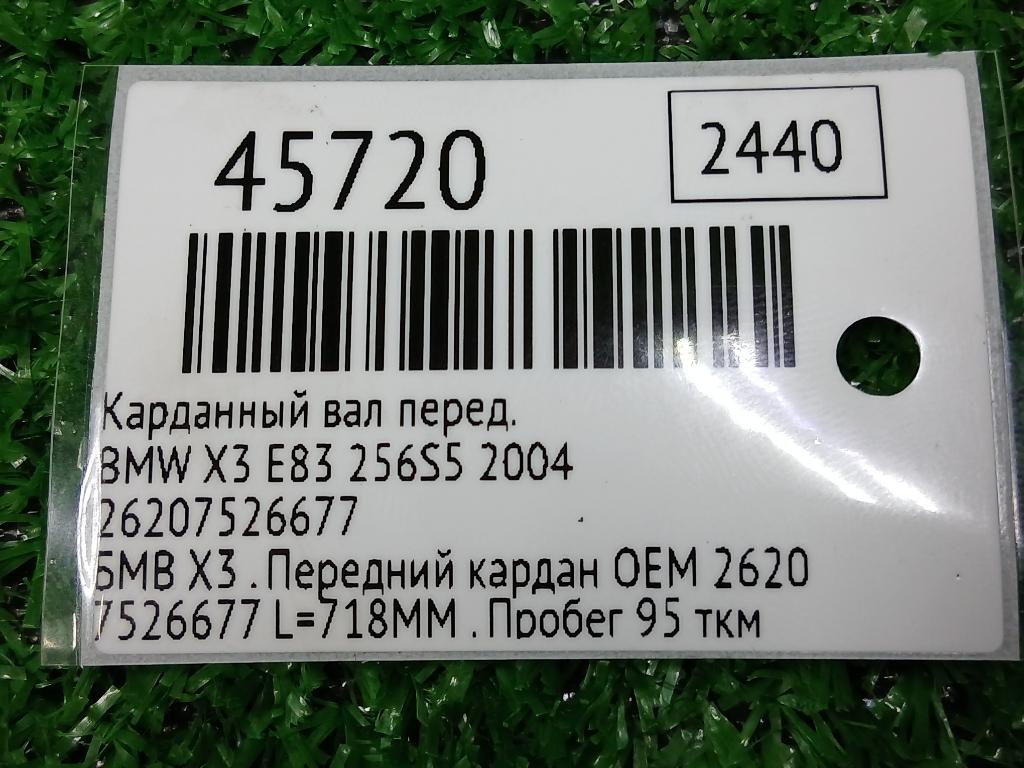 45720
2440
Карданный вал перед.
BMW X3 E83 256S5 2004
26207526677
БМВ X3 . Передний кардан OEM 2620
7526677 L=718MM . Пробег 95 ткм